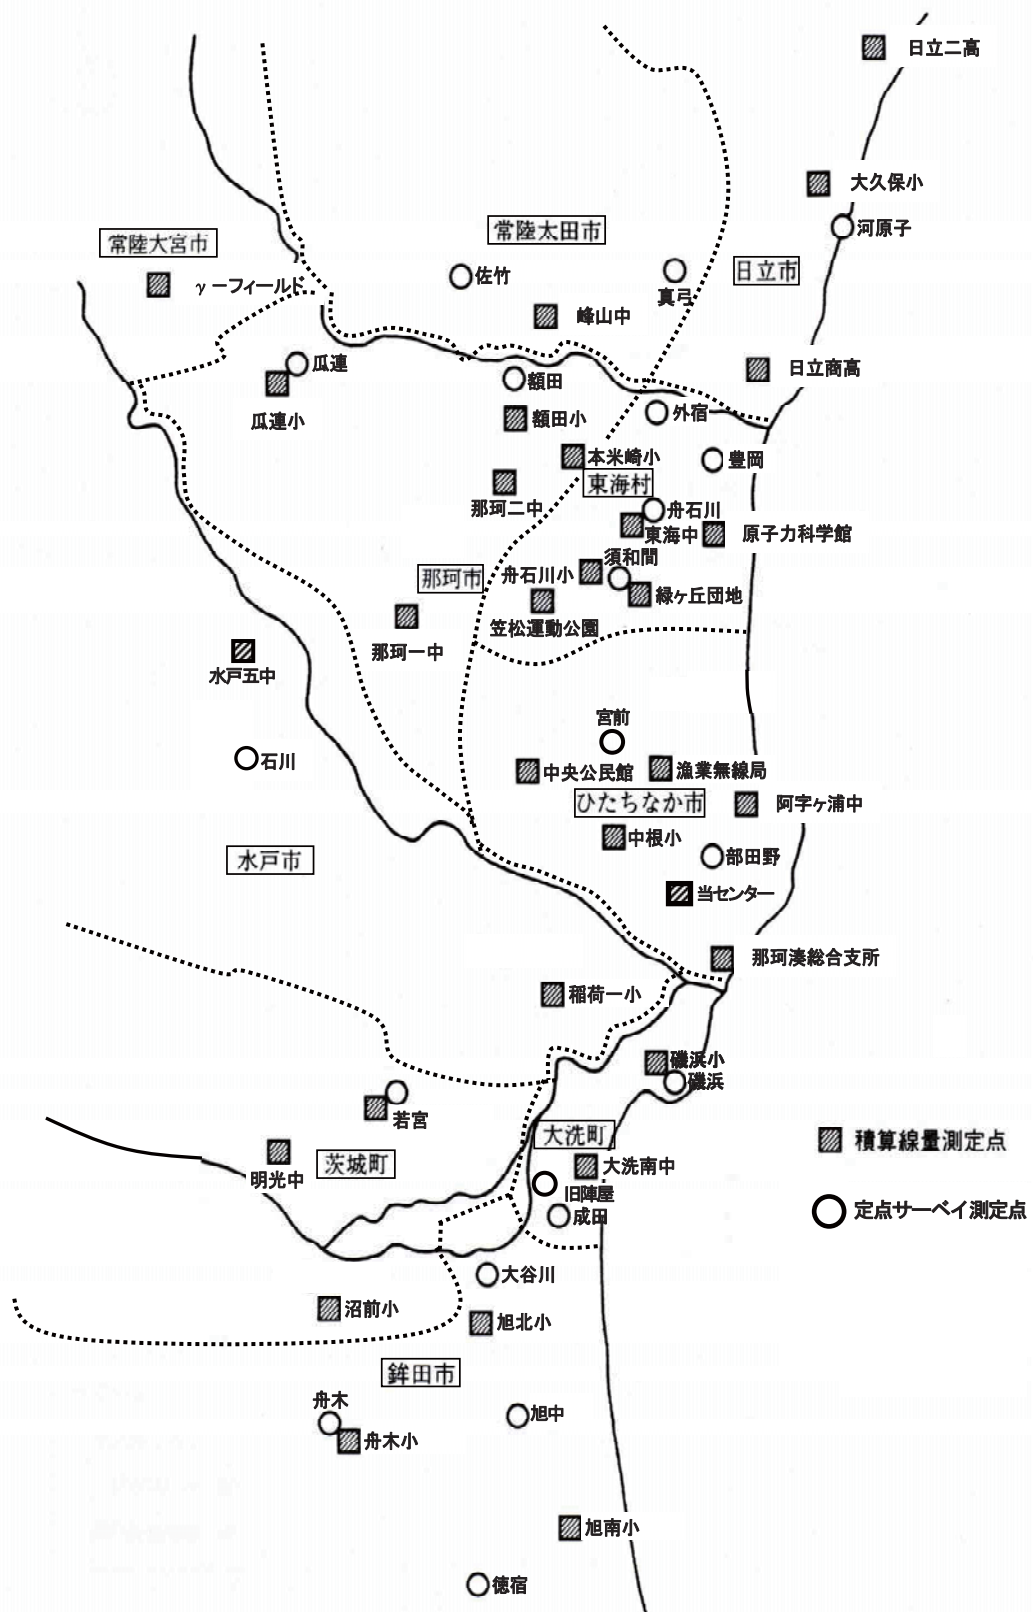 日立二高
大久保小
河原子
常陸太田市
常陸大宮市
日立市
佐竹
γーフィールド
真弓
峰山中
瓜連
日立商高
額田
瓜連小
額田小
外宿
本米崎小
豊岡
東海村
那珂二中
舟石川
東海中
原子力科学館
須和間
舟石川小
那珂市
緑ヶ丘団地
笠松運動公園
那珂一中
水戸五中
宮前
石川
中央公民館
漁業無線局
ひたちなか市
阿字ヶ浦中
中根小
部田野
水戸市
当センター
那珂湊総合支所
稲荷一小
磯浜小
磯浜
若宮
大洗町
積算線量測定点
茨城町
大洗南中
明光中
旧陣屋
定点サーベイ測定点
成田
大谷川
沼前小
旭北小
鉾田市
舟木
旭中
舟木小
旭南小
徳宿